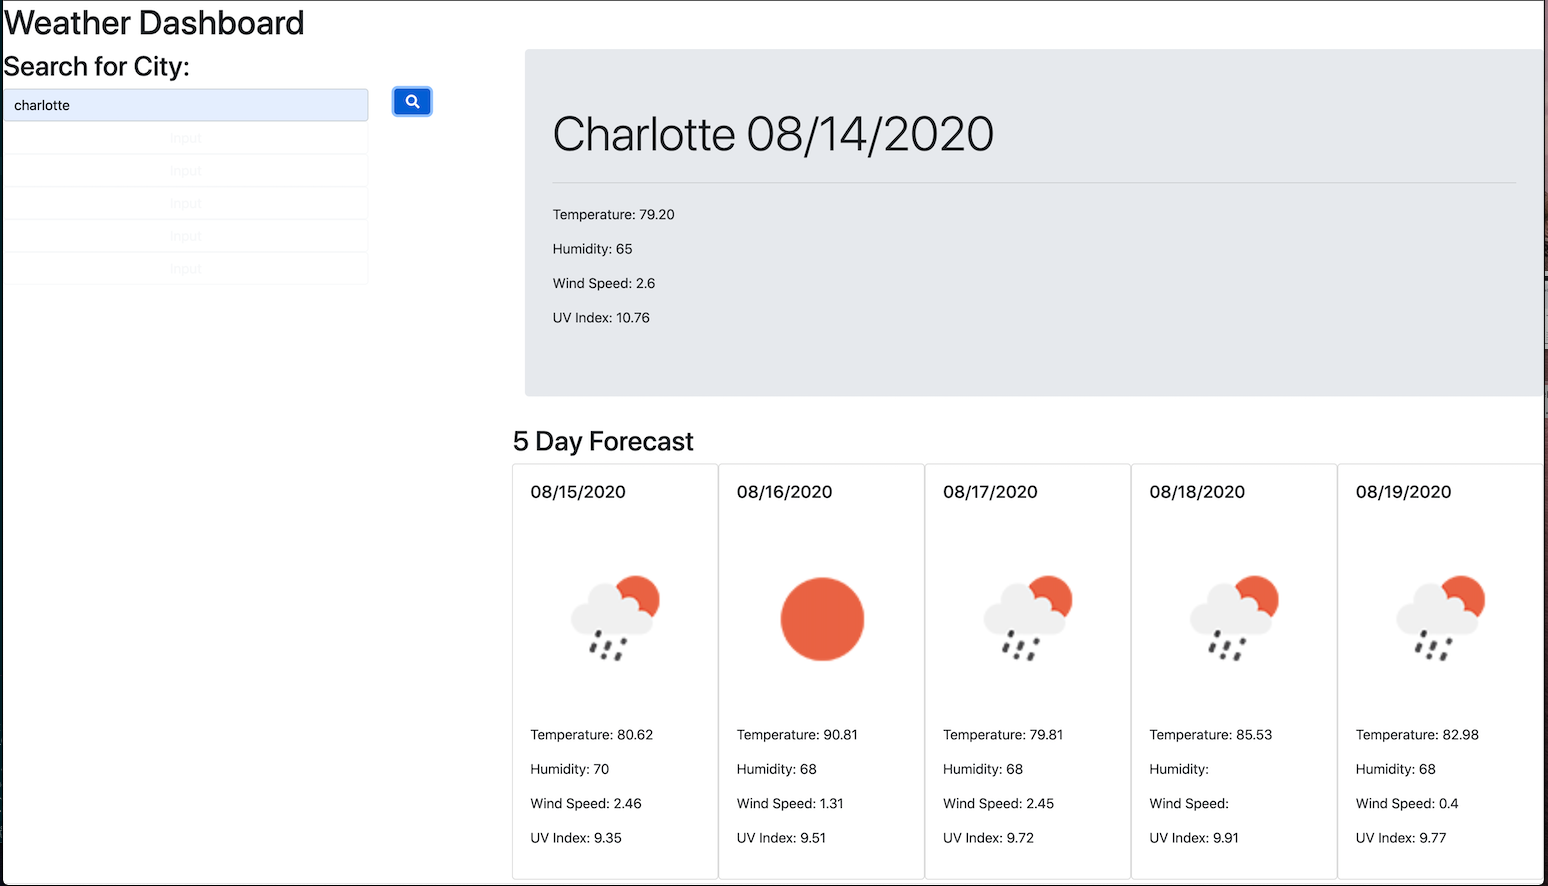 Weather Dashboard
Search for City:
charlotte
Input
Input
Input
Input
Input
Charlotte 08/14/2020
Temperature: 79.20
Humidity: 65
Wind Speed: 2.6
UV Index: 10.76
5 Day Forecast
08/15/2020
Temperature: 80.62
Humidity: 70
Wind Speed: 2.46
UV Index: 9.35
08/16/2020
Temperature: 90.81
Humidity: 68
Wind Speed: 1.31
UV Index: 9.51
08/17/2020
Temperature: 79.81
Humidity: 68
Wind Speed: 2.45
UV Index: 9.72
08/18/2020
Temperature: 85.53
Humidity:
Wind Speed:
UV Index: 9.91
08/19/2020
Temperature: 82.98
Humidity: 68
Wind Speed: 0.4
UV Index: 9.77